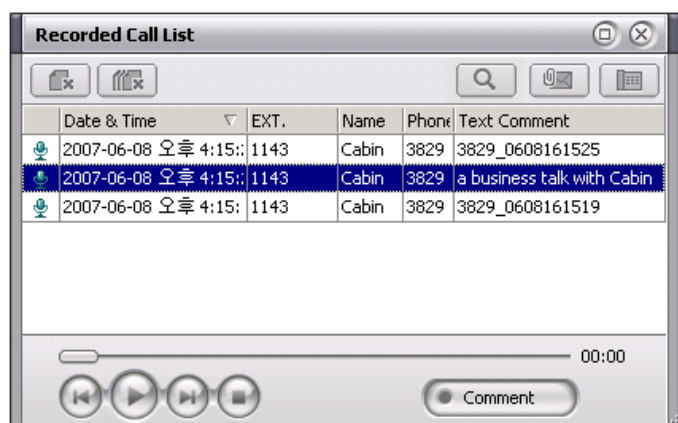 Recorded Call List
Date & Time EXT. Name Phone Text Comment
2007-06-08 오후 4:15: 1143 Cabin 3829 3829_0608161525
2007-06-08 오후 4:15: 1143 Cabin 3829 a business talk with Cabin
2007-06-08 오후 4:15: 1143 Cabin 3829 3829_0608161519
00:00
Comment